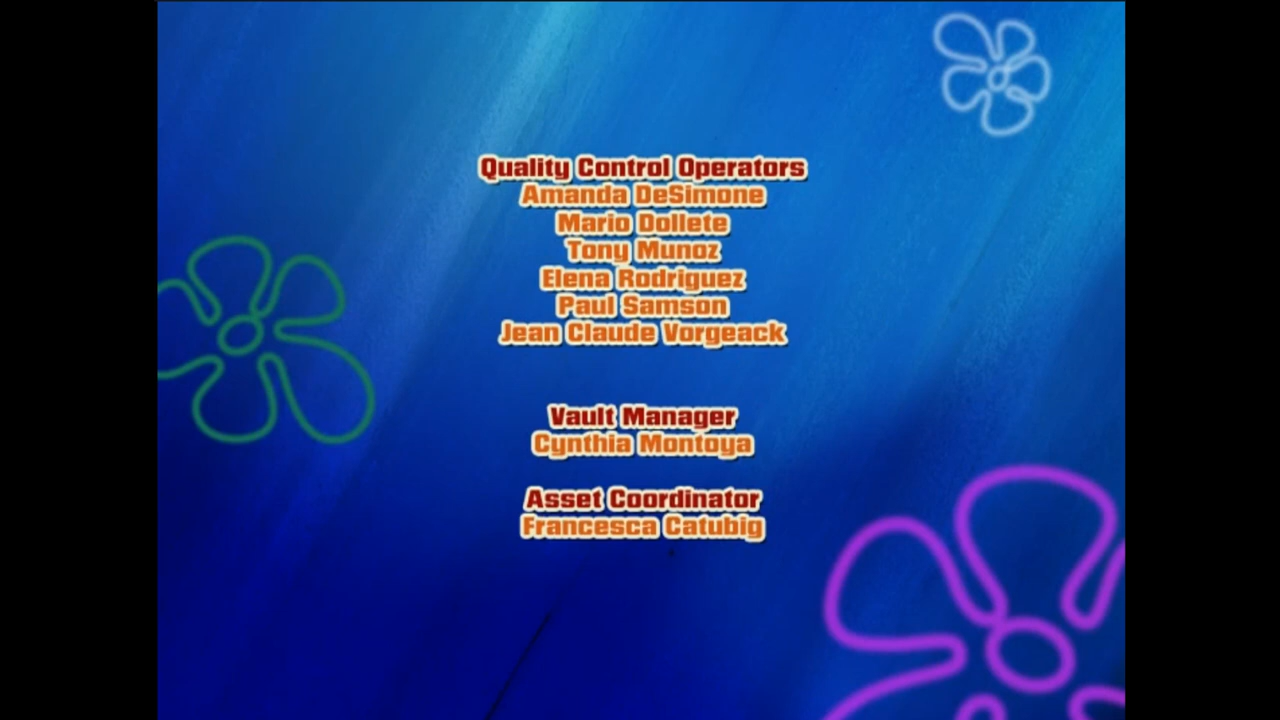 Quality Control Operators
Amanda DeSimone
Mario Dollete
Tony Munoz
Elena Rodriguez
Paul Samson
Jean Claude Vorgeack
Vault Manager
Cynthia Montoya
Asset Coordinator
Francesca Catubig